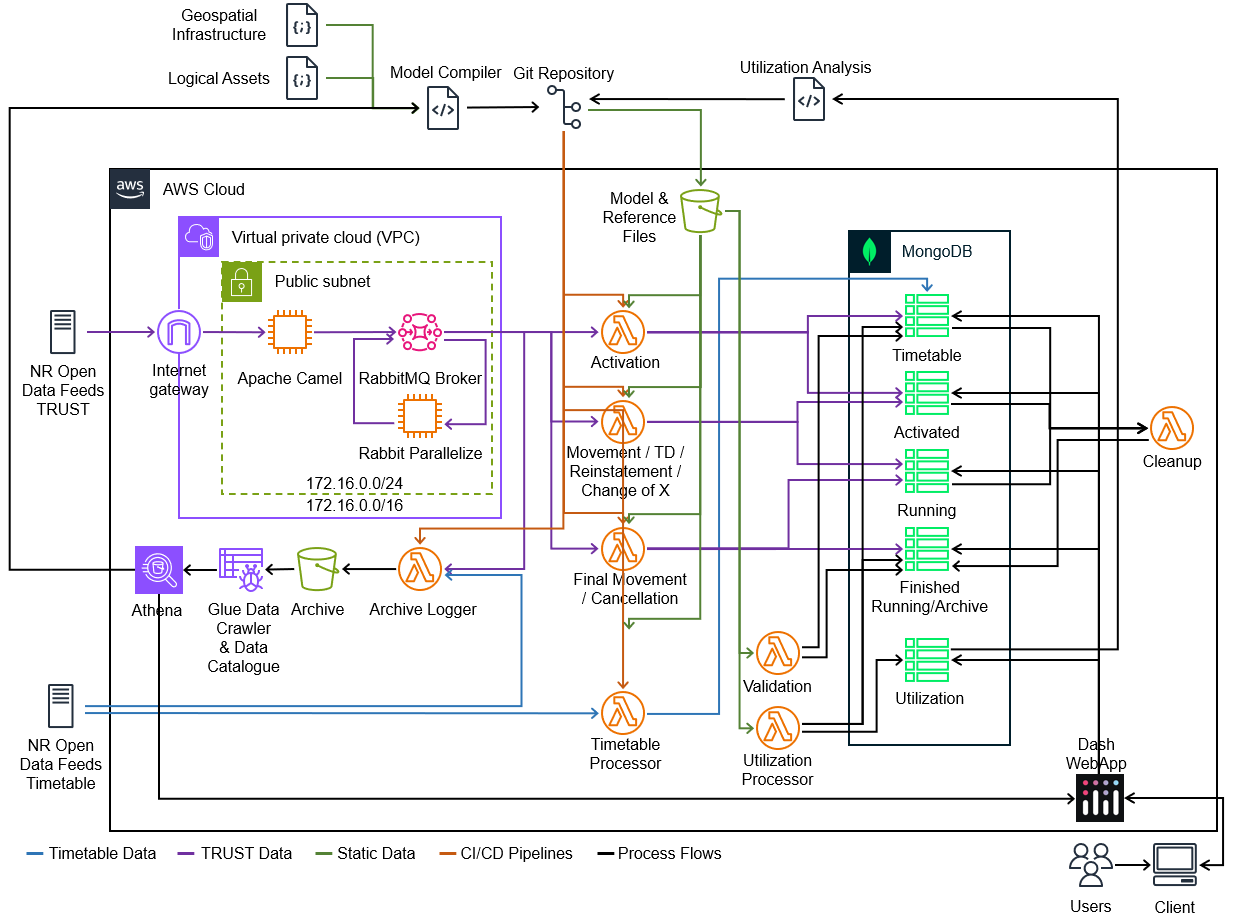 Geospatial
Infrastructure
Logical Assets
Model Compiler
Git Repository
Utilization Analysis
aws
AWS Cloud
Model &
Reference
Files
Virtual private cloud (VPC)
MongoDB
Public subnet
NR Open
Data Feeds
TRUST
Internet
gateway
Apache Camel
RabbitMQ Broker
Activation
Timetable
Rabbit Parallelize
Movement / TD /
Reinstatement /
Change of X
Activated
Cleanup
172.16.0.0/24
172.16.0.0/16
Running
Athena
Glue Data
Crawler
& Data
Catalogue
Archive
Archive Logger
Final Movement
/ Cancellation
Finished
Running/Archive
Validation
Utilization
NR Open
Data Feeds
Timetable
Timetable
Processor
Utilization
Processor
Dash
WebApp
Timetable Data
TRUST Data
Static Data
CI/CD Pipelines
Process Flows
Users
Client